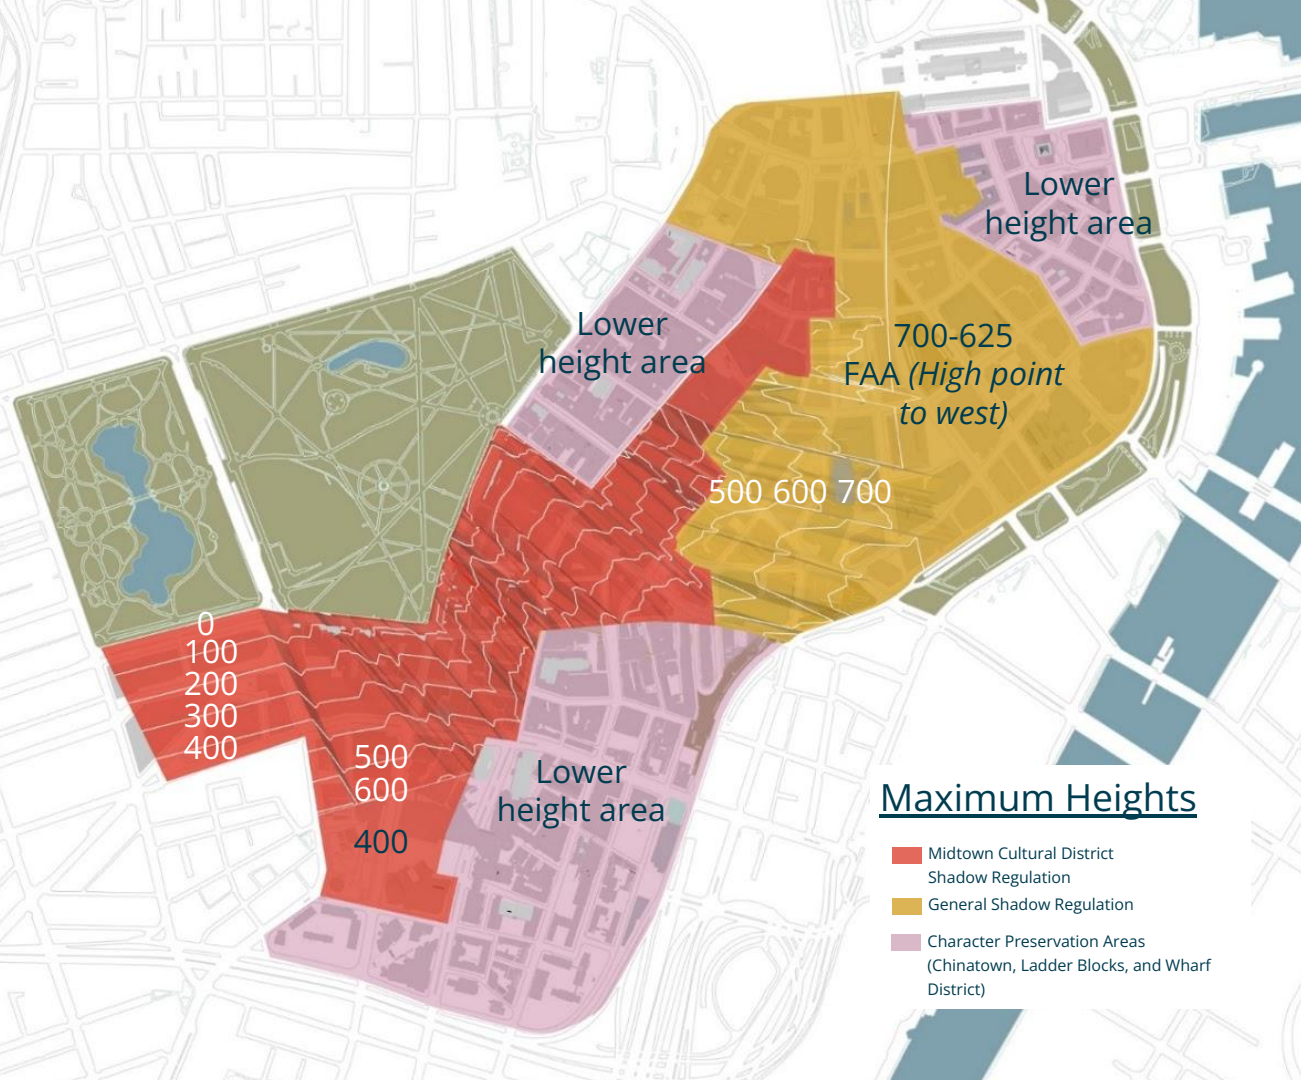 Lower
height area
Lower
height area
700-625
FAA (High point
to west)
500 600 700
0
100
200
300
400
500
600
400
Lower
height area
Maximum Heights
Midtown Cultural District
Shadow Regulation
General Shadow Regulation
Character Preservation Areas
(Chinatown, Ladder Blocks, and Wharf
District)